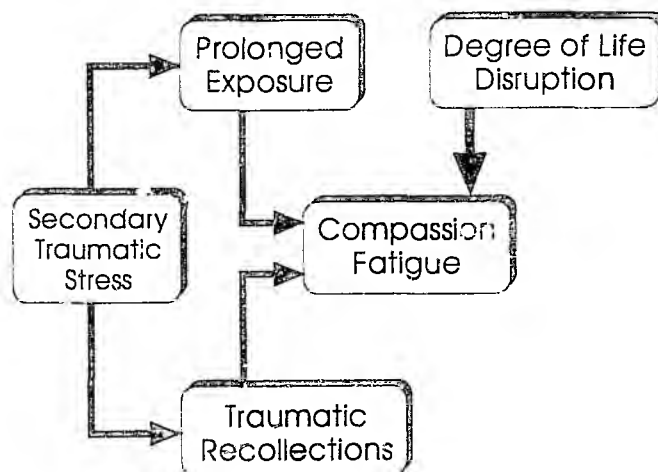 Prolonged
Exposure
Degree of Life
Disruption
Secondary
Traumatic
Stress
Compassion
Fatigue
Traumatic
Recollections